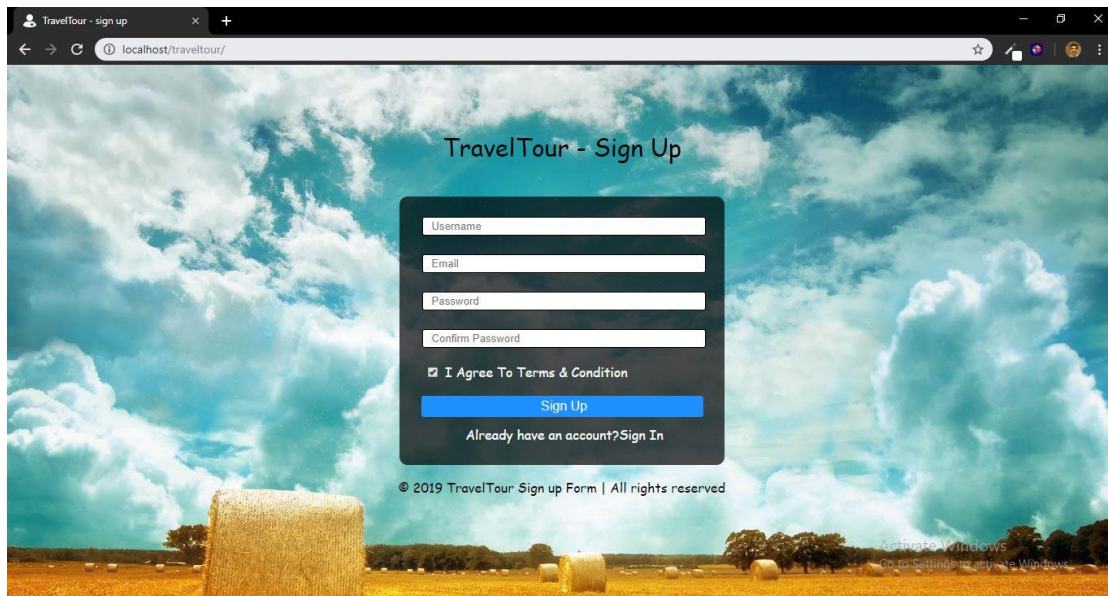 TravelTour - sign up
localhost/traveltour/
TravelTour - Sign Up
Username
Email
Password
Confirm Password
I Agree To Terms & Condition
Sign Up
Already have an account?Sign In
© 2019 TravelTour Sign up Form | All rights reserved
Activate Windows
Go to Settings to activate Windows.